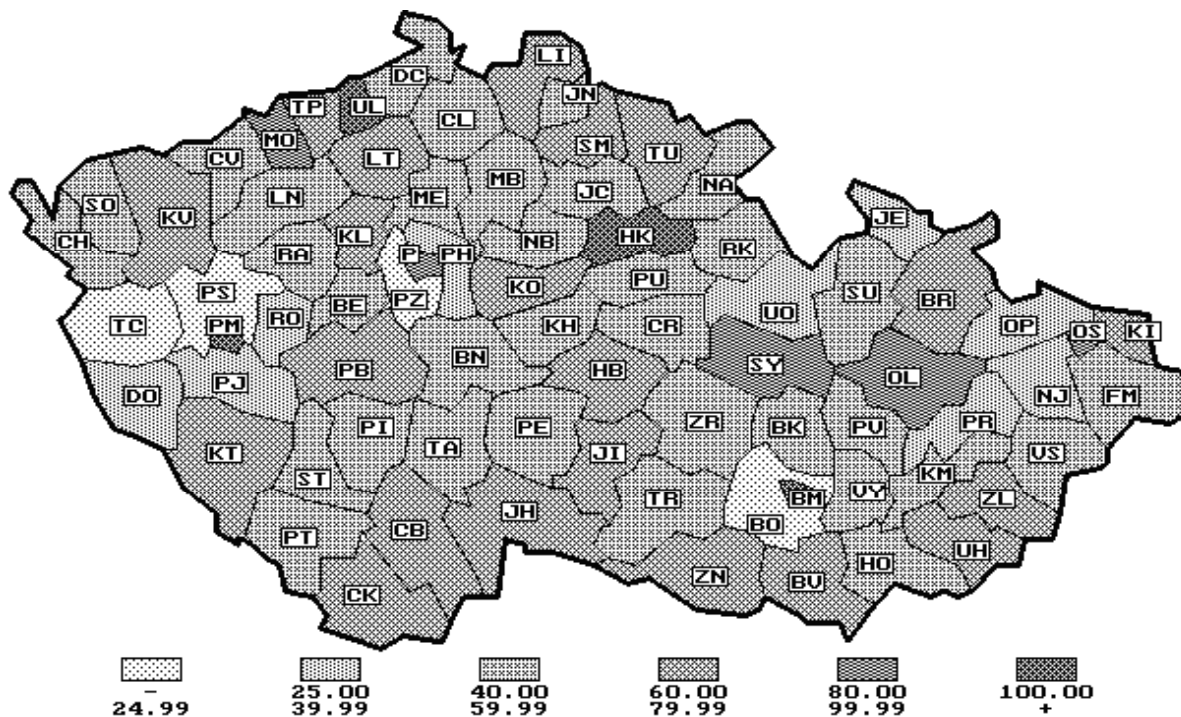 LI
DC
JN
TP UL
CL
MO SM
CV LT TU
MB
LN ME JC NA
SO KV
JE
CH KL P PH NB HK
RA RK
PS KO PU
BE PZ SU BR
TC PM RO UO
KH CR OP OS KI
BN
PB HB SY OL
DO PJ NJ FM
PI PE ZR BK PV PR
KT TA JI VS
ST KM
TR BM VY ZL
JH BO
PT CB UH
ZN BV HO
CK
- 25.00 40.00 60.00 80.00 100.00
24.99 39.99 59.99 79.99 99.99 +